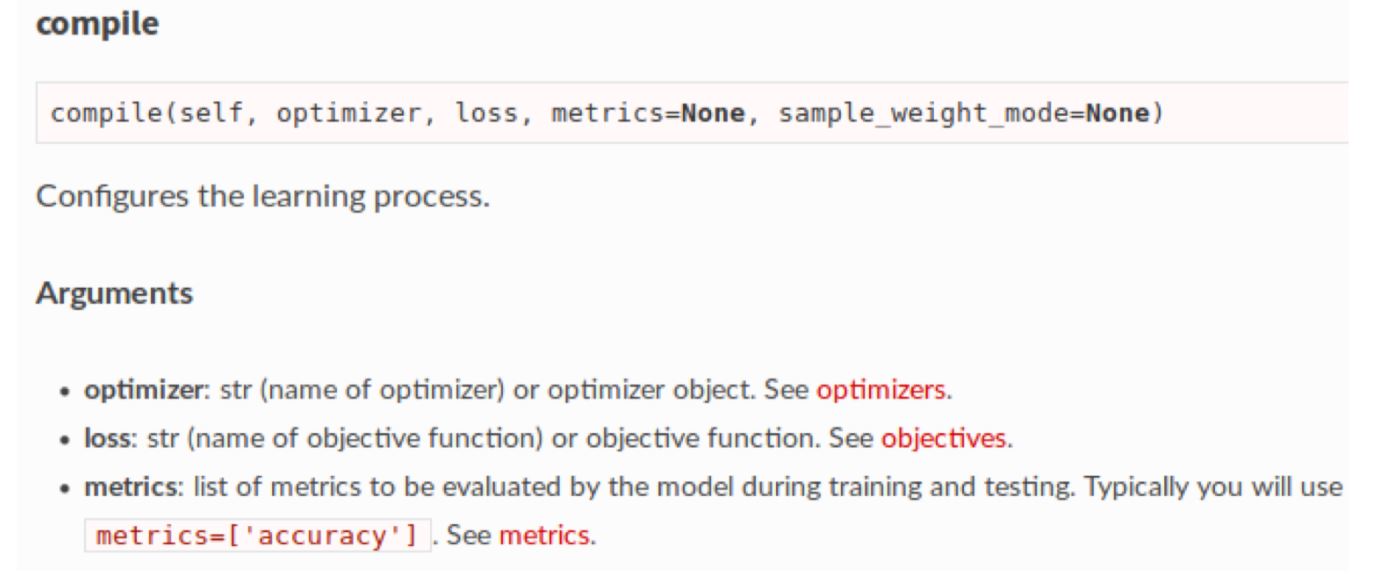 compile
compile(self, optimizer, loss, metrics=None, sample_weight_mode=None)
Configures the learning process.
Arguments
• optimizer: str (name of optimizer) or optimizer object. See optimizers.
• loss: str (name of objective function) or objective function. See objectives.
• metrics: list of metrics to be evaluated by the model during training and testing. Typically you will use
metrics=['accuracy'] . See metrics.